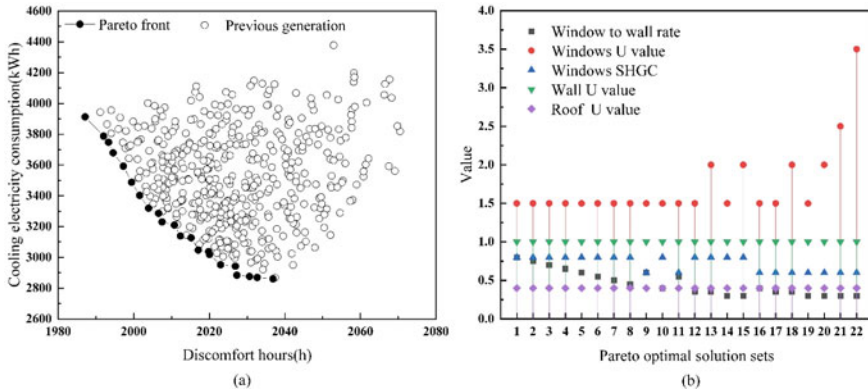 (a)
Pareto front
Previous generation
4600
4400
4200
4000
3800
3600
3400
3200
3000
2800
2600
Cooling electricity consumption(kWh)
1980
2000
2020
2040
2060
2080
Discomfort hours(h)
(a)
(b)
Window to wall rate
Windows U value
Windows SHGC
Wall U value
Roof U value
4.0
3.5
3.0
2.5
2.0
1.5
1.0
0.5
0.0
Value
1 2 3 4 5 6 7 8 9 10 11 12 13 14 15 16 17 18 19 20 21 22
Pareto optimal solution sets
(b)